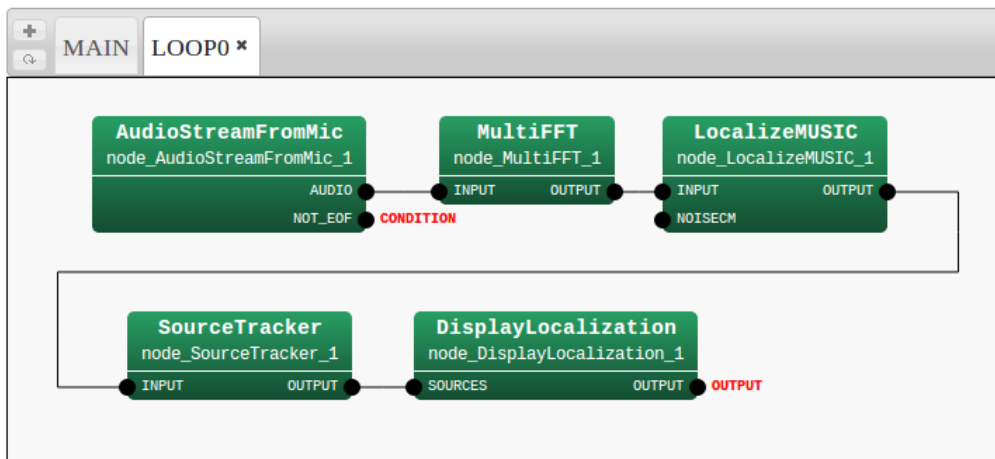 MAIN
LOOP0 ×
AudioStreamFromMic
node_AudioStreamFromMic_1
AUDIO
NOT_EOF
CONDITION
MultiFFT
node_MultiFFT_1
INPUT OUTPUT
LocalizeMUSIC
node_LocalizeMUSIC_1
INPUT OUTPUT
NOISECM
SourceTracker
node_SourceTracker_1
INPUT OUTPUT
DisplayLocalization
node_DisplayLocalization_1
SOURCES OUTPUT
OUTPUT